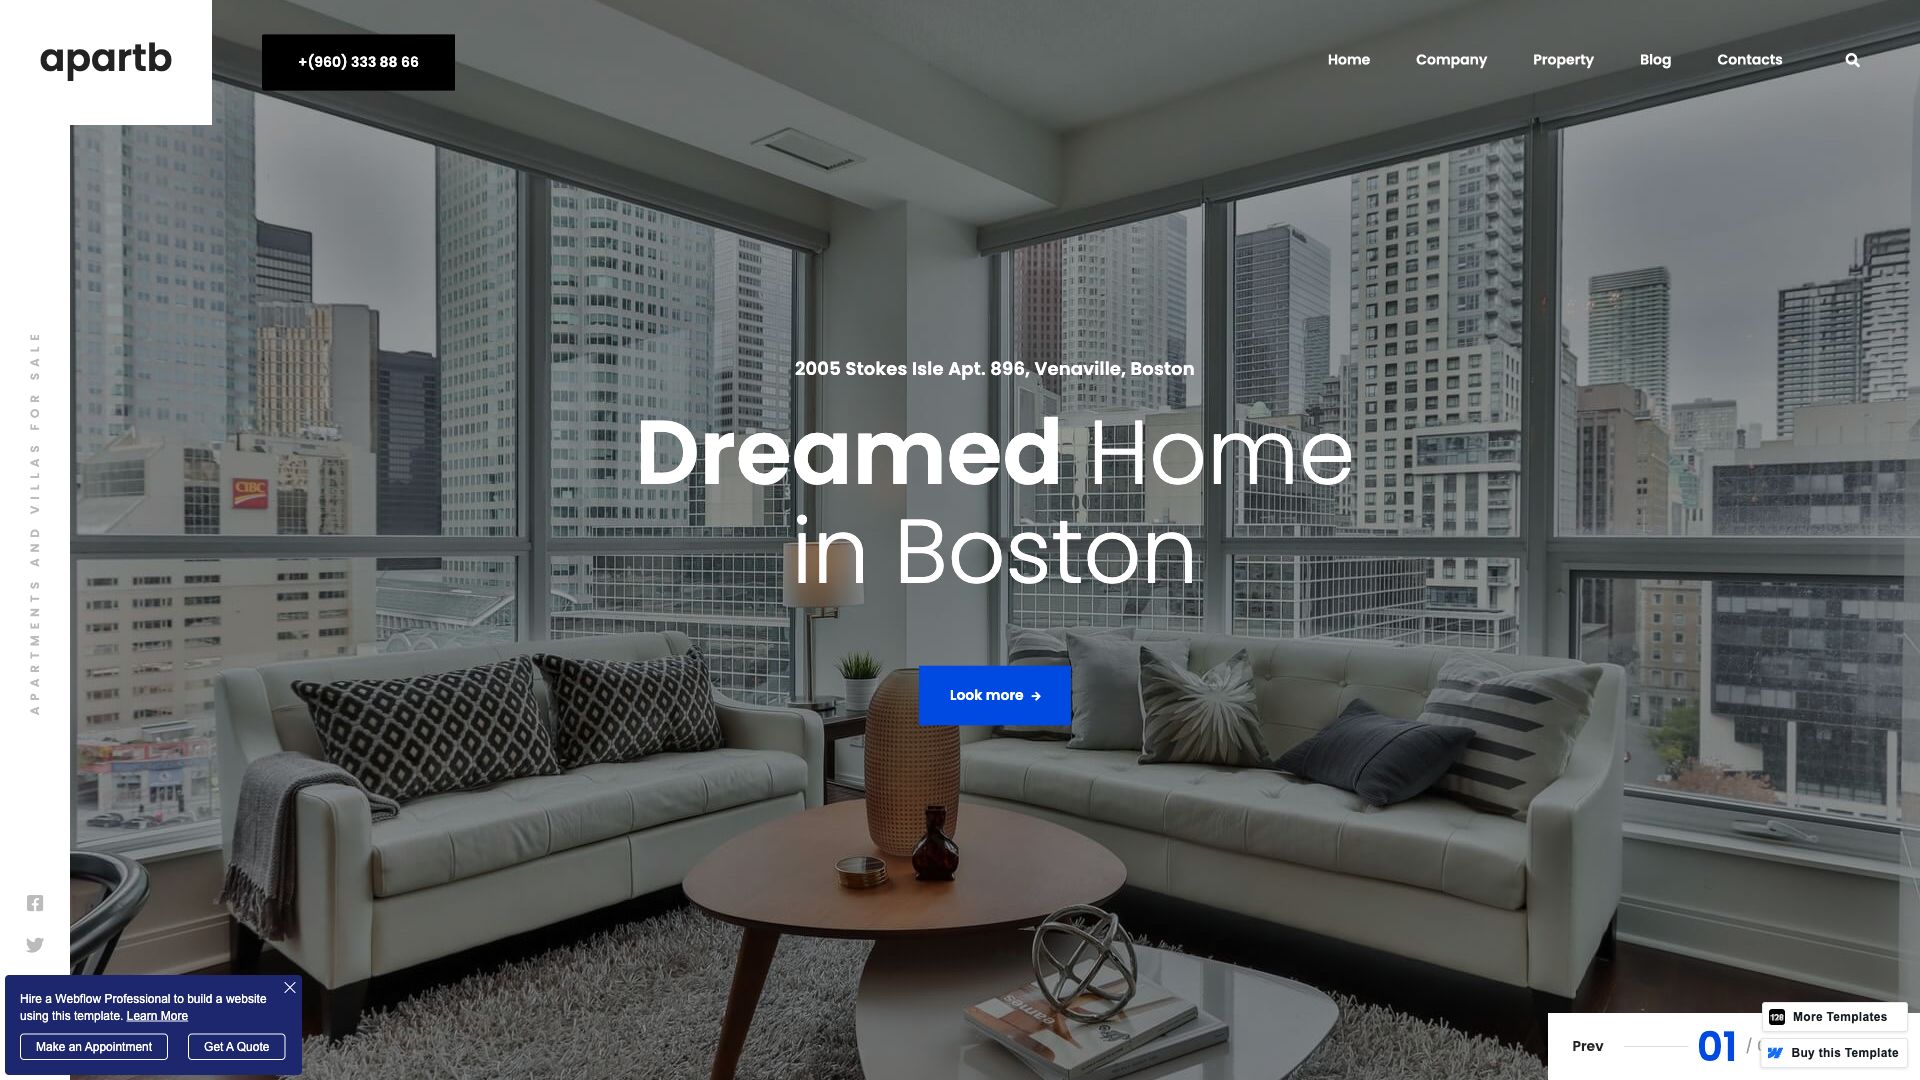 apartb
+(960) 333 88 66
Home
Company
Property
Blog
Contacts
APARTMENTS AND VILLAS FOR SALE
CIBC
2005 Stokes Isle Apt. 896, Venaville, Boston
Dreamed Home
in Boston
Look more →
Hire a Webflow Professional to build a website
using this template. Learn More
Make an Appointment
Get A Quote
Prev
01 /
128 More Templates
Buy this Template